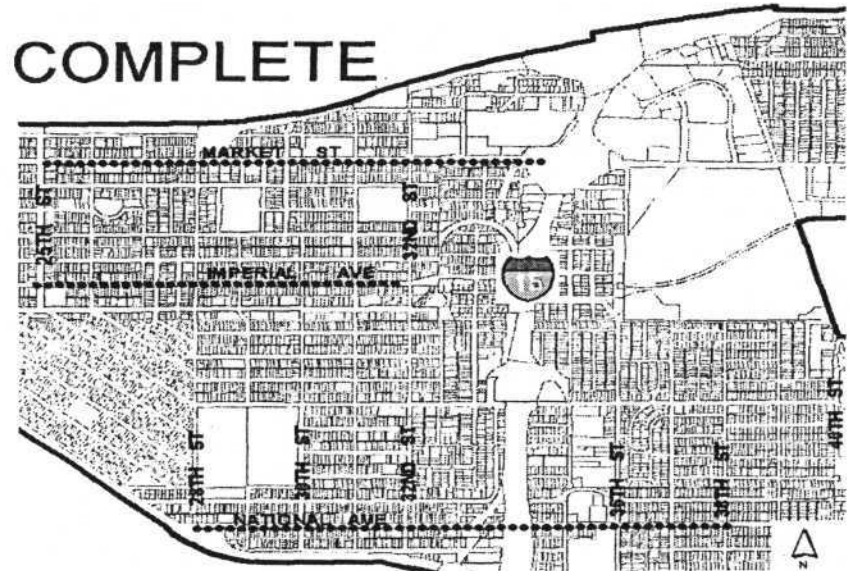 COMPLETE
MARKET ST
25TH ST
32ND ST
IMPERIAL AVE
15
28TH ST
30TH ST
32ND ST
36TH ST
38TH ST
40TH ST
NATIONAL AVE
N